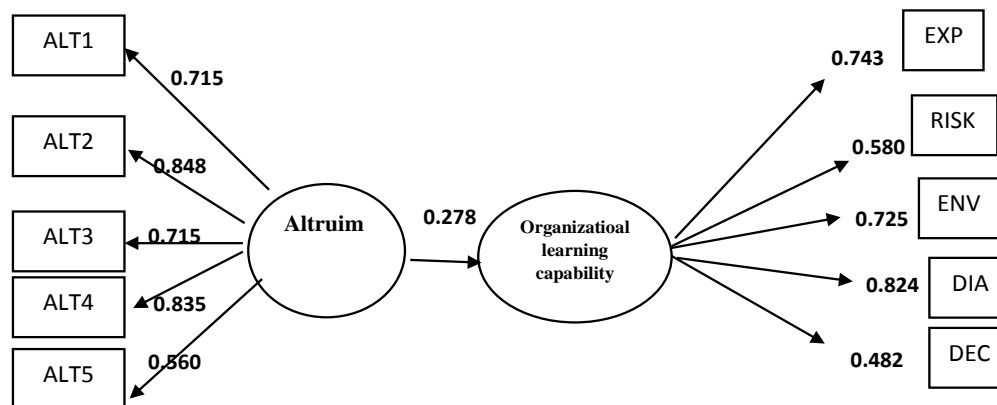 ALT1
0.715
ALT2
0.848
ALT3
0.715
ALT4
0.835
ALT5
0.560
Altruim
0.278
Organizatioal
learning
capability
EXP
0.743
RISK
0.580
ENV
0.725
DIA
0.824
DEC
0.482